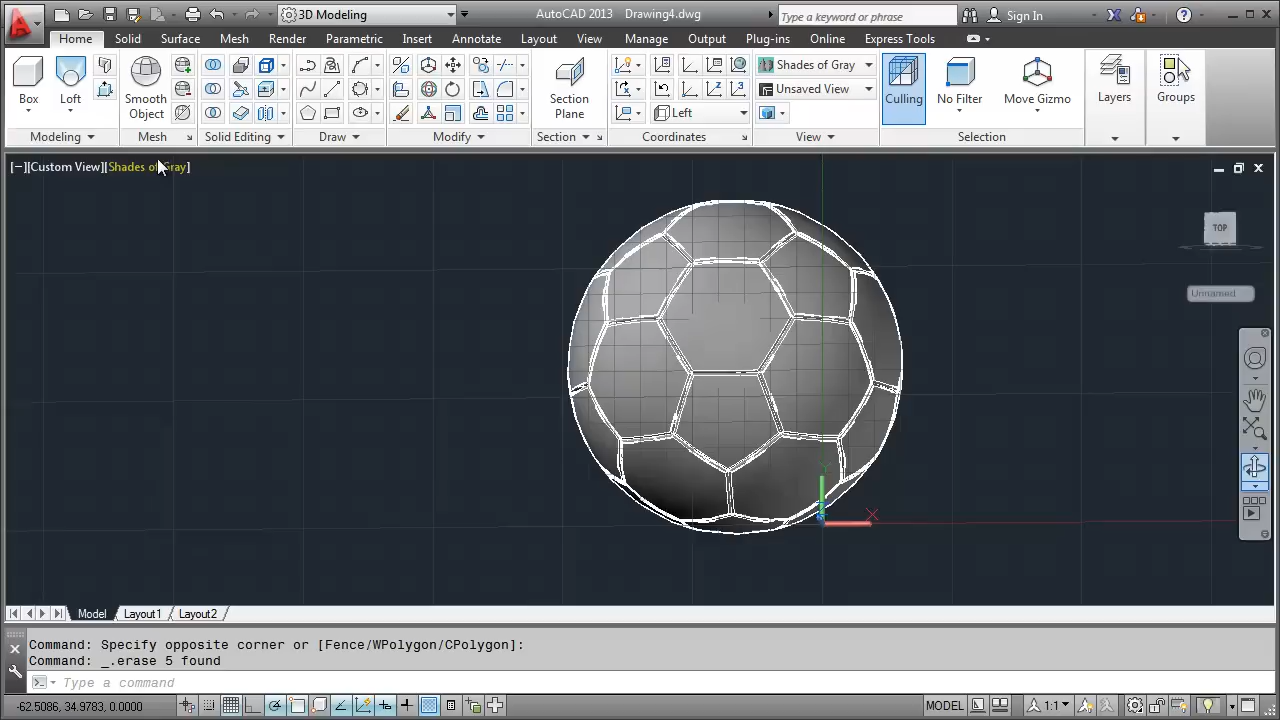 3D Modeling
AutoCAD 2013 Drawing4.dwg
Type a keyword or phrase
Sign In
Home Solid Surface Mesh Render Parametric Insert Annotate Layout View Manage Output Plug-ins Online Express Tools
Box
Loft
Smooth
Object
Section
Plane
Left
Shades of Gray
Unsaved View
Culling
No Filter
Move Gizmo
Layers
Groups
Modeling Mesh Solid Editing Draw Modify Section Coordinates View Selection
[−][Custom View][Shades of Gray]
TOP
Unnamed
Y
X
Model Layout1 Layout2
Command: Specify opposite corner or [Fence/WPolygon/CPolygon]:
Command: _.erase 5 found
Type a command
-62.5086, 34.9783, 0.0000
MODEL
1:1